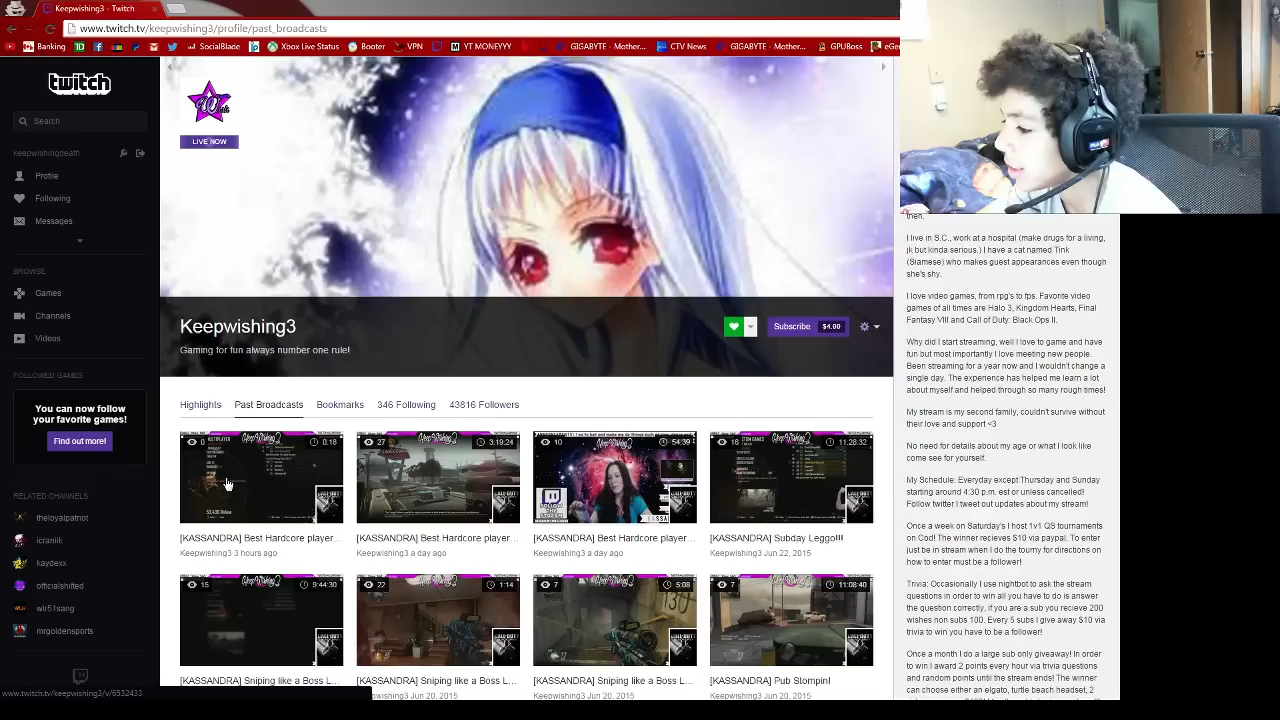 Keepwishing3 - Twitch
www.twitch.tv/keepwishing3/profile/past_broadcasts
Banking
SocialBlade
Xbox Live Status
Booter
VPN
YT MONEYYY
GIGABYTE - Mother...
CTV News
GIGABYTE - Mother...
GPUBoss
twitch
Search
keepwishingdeath
Profile
Following
Messages
BROWSE
Games
Channels
Videos
FOLLOWED GAMES
You can now follow
your favorite games!
Find out more!
RELATED CHANNELS
theloyalpatriot
icraniik
kaydexx
officialshifted
wlr51sang
mrgoldensports
www.twitch.tv/keepwishing3/v/6532433
LIVE NOW
Keepwishing3
Gaming for fun always number one rule!
Subscribe $4.99
Highlights Past Broadcasts Bookmarks 346 Following 43816 Followers
0 0:18
27 3:19:24
10 54:39
16 11:28:32
[KASSANDRA] Best Hardcore player...
Keepwishing3 3 hours ago
[KASSANDRA] Best Hardcore player...
Keepwishing3 a day ago
[KASSANDRA] Best Hardcore player...
Keepwishing3 a day ago
[KASSANDRA] Subday Leggo!!!!
Keepwishing3 Jun 22, 2015
15 9:44:30
22 1:14
7 5:08
7 11:08:40
[KASSANDRA] Sniping like a Boss L...
[KASSANDRA] Sniping like a Boss L...
Keepwishing3 Jun 20, 2015
[KASSANDRA] Sniping like a Boss L...
Keepwishing3 Jun 20, 2015
[KASSANDRA] Pub Stompin!
Keepwishing3 Jun 20, 2015
then.
I live in S.C., work at a hospital (make drugs for a living,
jk but kinda serious,) I have a cat named Tink
(Siamese) who makes guest appearances even though
she's shy.
I love video games, from rpg's to fps. Favorite video
games of all times are Halo 3, Kingdom Hearts, Final
Fantasy VIII and Call of Duty: Black Ops II.
Why did I start streaming, well I love to game and have
fun but most importantly I love meeting new people.
Been streaming for a year now and I wouldn't change a
single day. The experience has helped me learn a lot
about myself and helped through so many rough times!
My stream is my second family, couldn't survive without
their love and support <3
No need for details about my age or what I look like
come see for yourself.
My Schedule: Everyday except Thursday and Sunday
starting around 4:30 p.m. est or unless cancelled!!
Follow twitter I tweet out updates about my stream!
Once a week on Saturday's I host 1v1 QS tournaments
on Cod! The winner recieves $10 via paypal. To enter
just be in stream when I do the tourny for directions on
how to enter must be a follower!
Trivia: Occasionally I use nightbot to ask the stream
questions in order to win all you have to do is answer
the question correctly, if you are a sub you recieve 200
wishes non subs 100. Every 5 subs I give away $10 via
trivia to win you have to be a follower!
Once a month I do a large sub only giveaway! In order
to win I award 2 points every hour via trivia questions
and random points until the stream ends! The winner
can choose either an elgato, turtle beach headset, 2